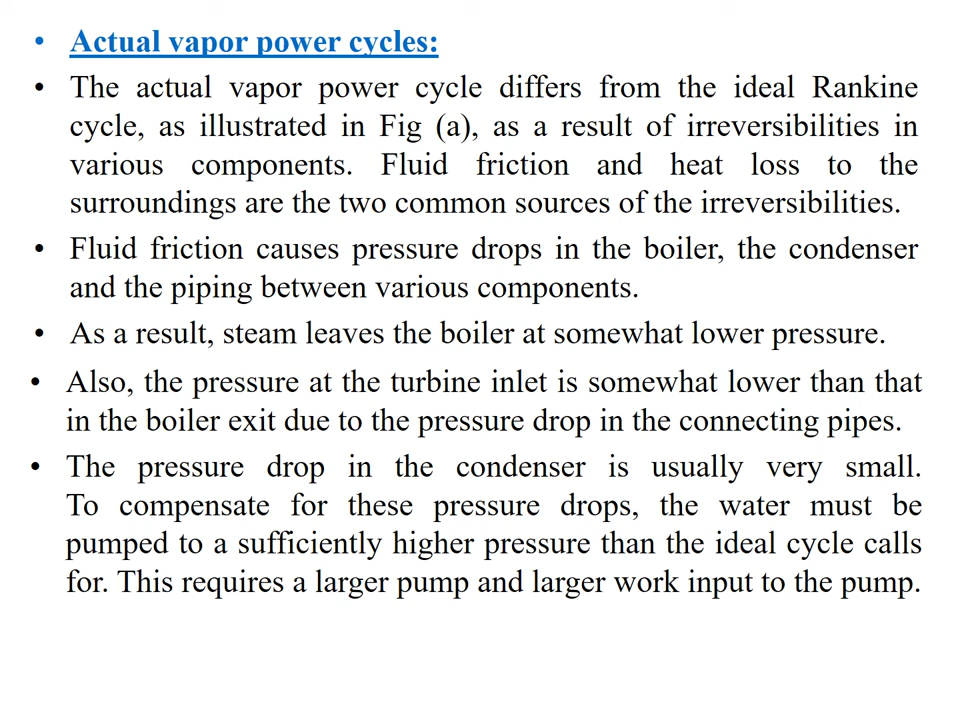 • Actual vapor power cycles:
• The actual vapor power cycle differs from the ideal Rankine
cycle, as illustrated in Fig (a), as a result of irreversibilities in
various components. Fluid friction and heat loss to the
surroundings are the two common sources of the irreversibilities.
• Fluid friction causes pressure drops in the boiler, the condenser
and the piping between various components.
• As a result, steam leaves the boiler at somewhat lower pressure.
• Also, the pressure at the turbine inlet is somewhat lower than that
in the boiler exit due to the pressure drop in the connecting pipes.
• The pressure drop in the condenser is usually very small.
To compensate for these pressure drops, the water must be
pumped to a sufficiently higher pressure than the ideal cycle calls
for. This requires a larger pump and larger work input to the pump.